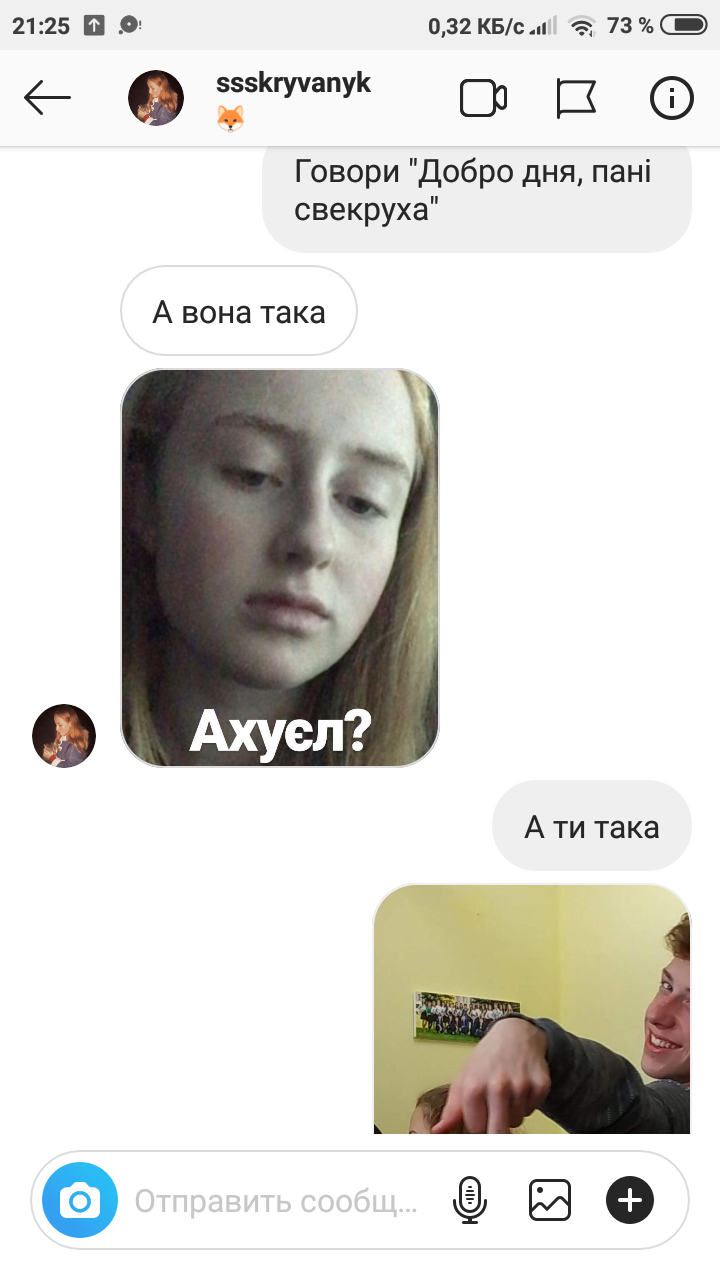 21:25 0,32 КБ/с 73 %
ssskryvanyk
Говори "Добро дня, пані
свекруха"
А вона така
Ахуєл?
А ти така
Отправить сообщ...